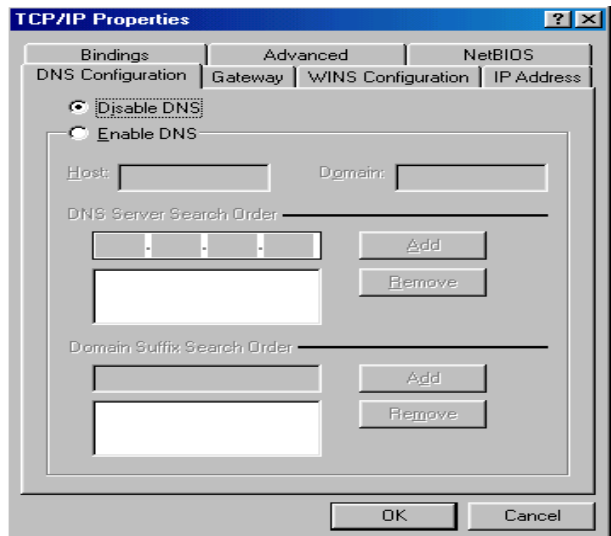 TCP/IP Properties
Bindings Advanced NetBIOS
DNS Configuration Gateway WINS Configuration IP Address
Disable DNS
Enable DNS
Host: Domain:
DNS Server Search Order
. . . Add
Remove
Domain Suffix Search Order
Add
Remove
OK Cancel